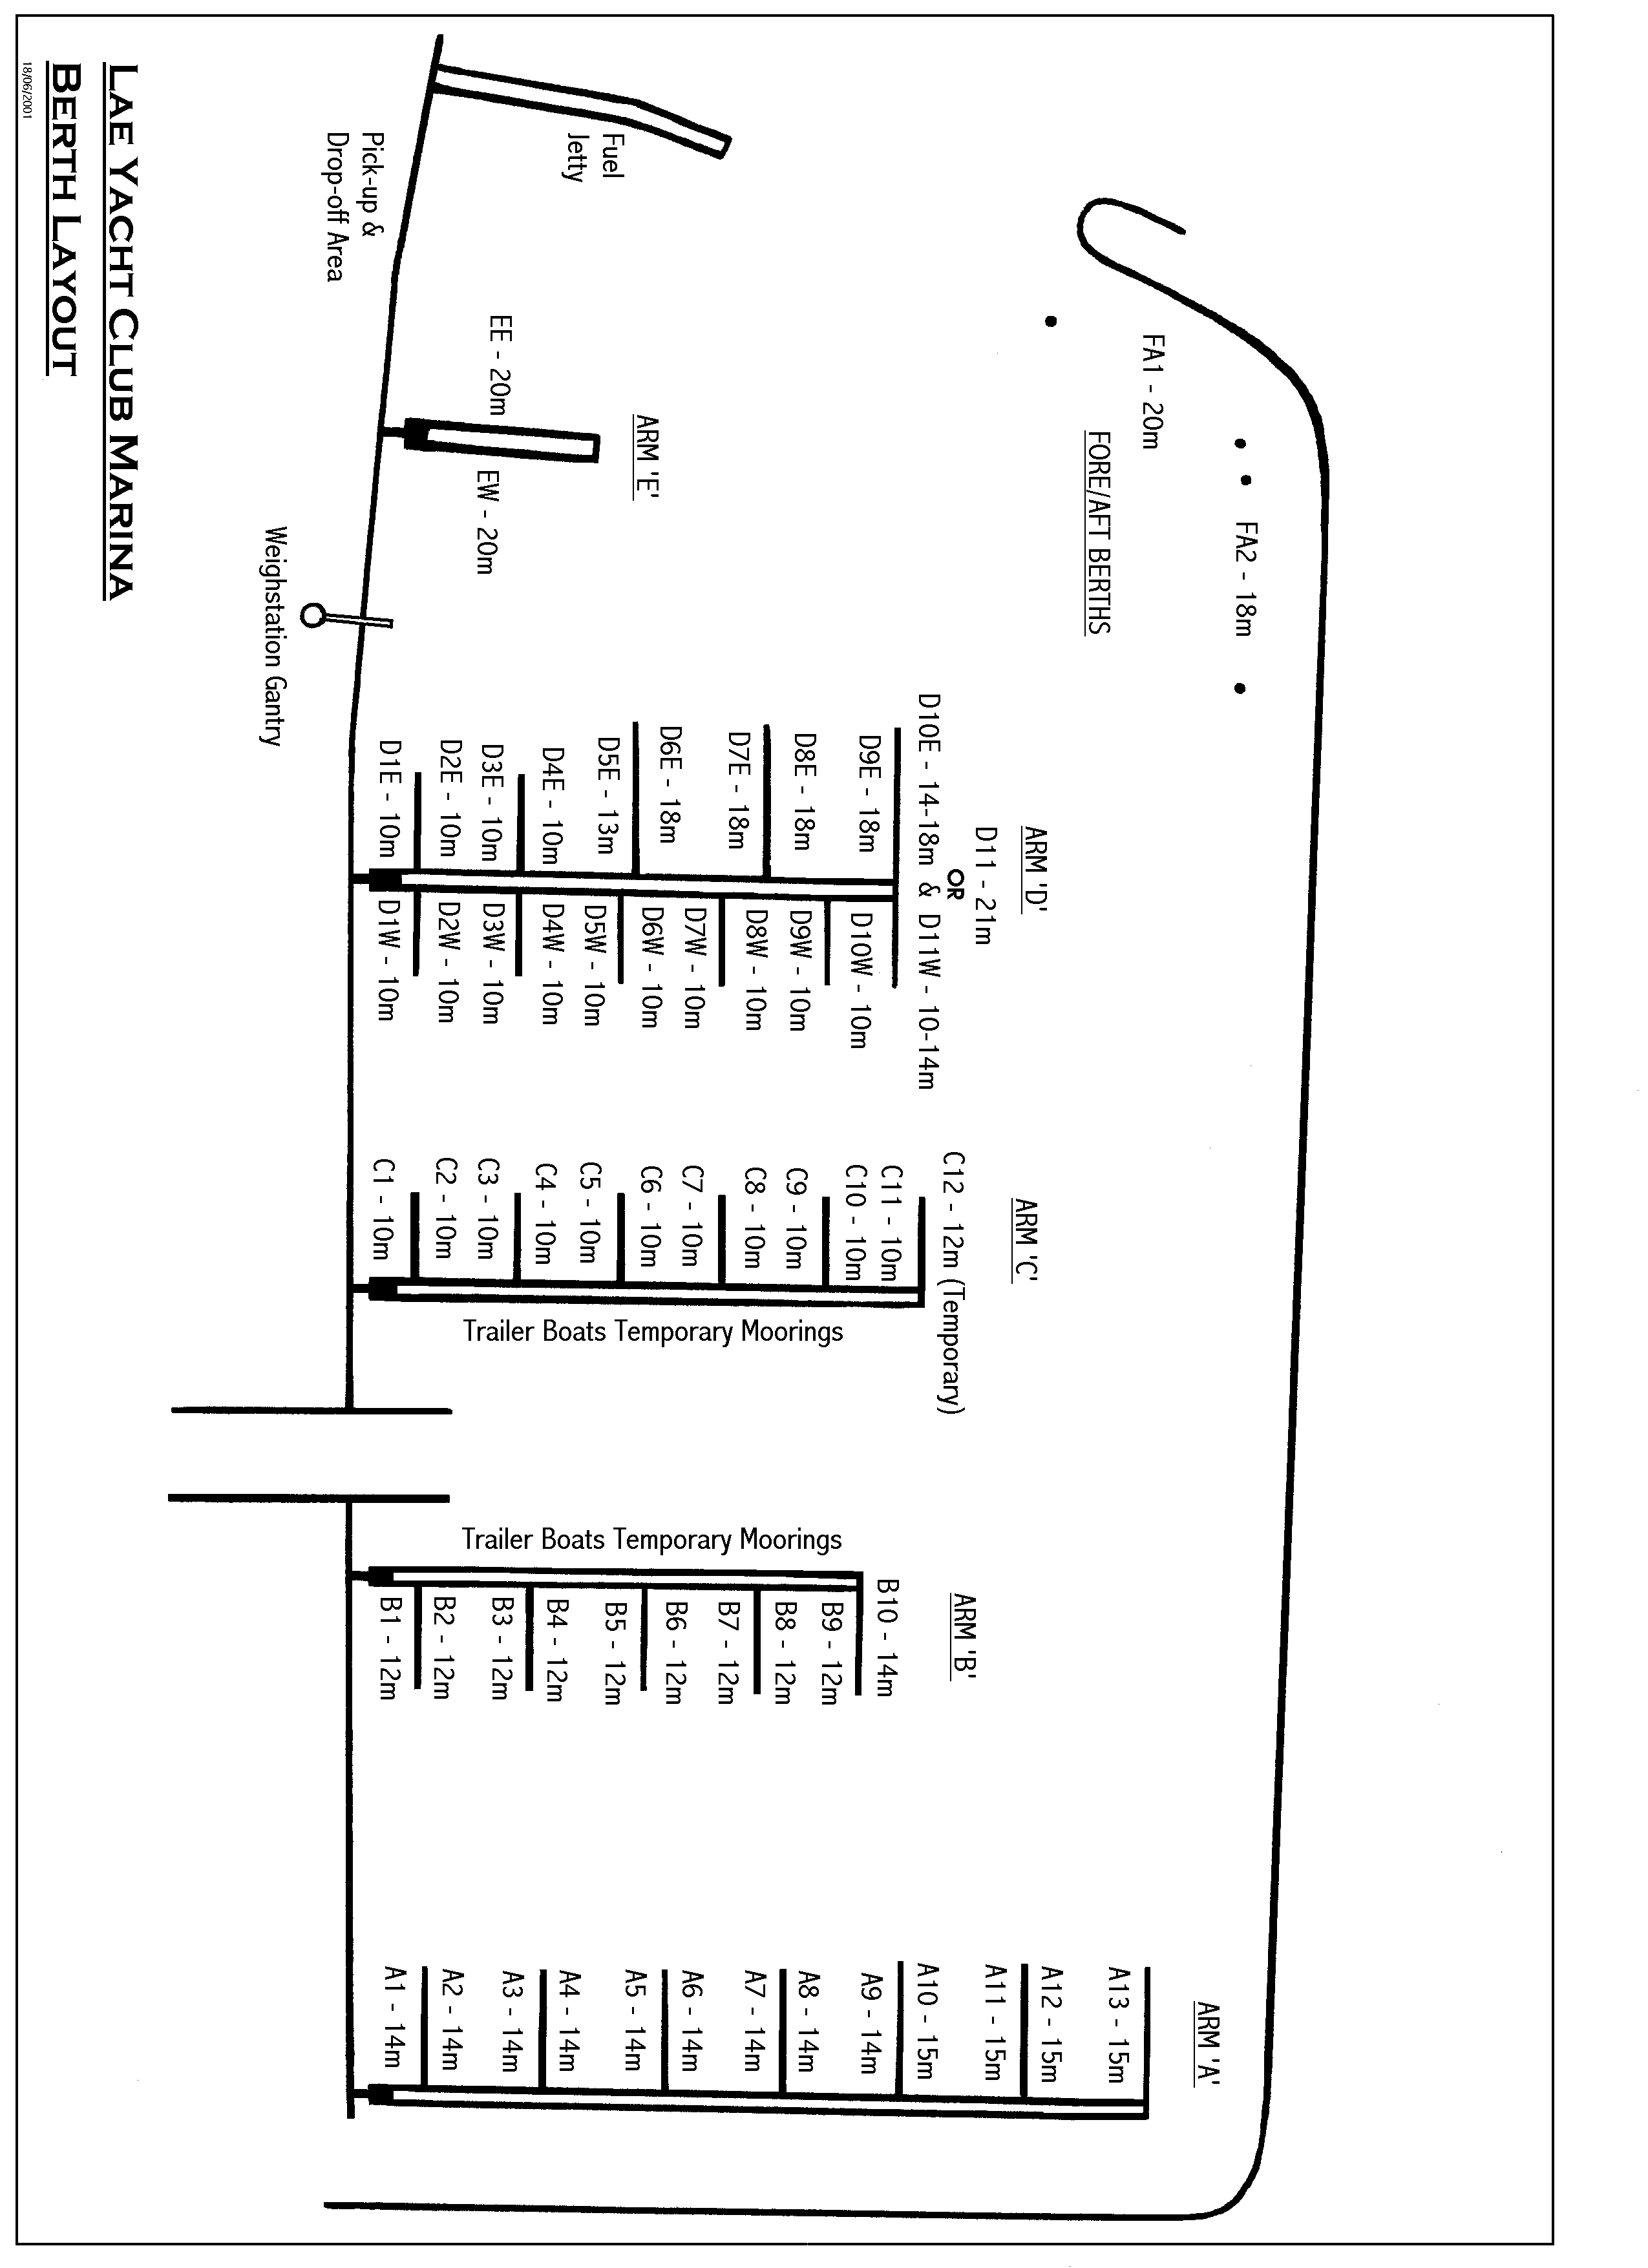 LAE YACHT CLUB MARINA
BERTH LAYOUT
18/06/2001
Fuel
Jetty
Pick-up &
Drop-off Area
FA1 - 20m
FORE/AFT BERTHS
FA2 - 18m
ARM 'E'
EE - 20m
EW - 20m
Weighstation Gantry
ARM 'D'
D11 - 21m
OR
D10E - 14-18m & D11W - 10-14m
D9E - 18m
D8E - 18m
D7E - 18m
D6E - 18m
D5E - 13m
D4E - 10m
D3E - 10m
D2E - 10m
D1E - 10m
D10W - 10m
D9W - 10m
D8W - 10m
D7W - 10m
D6W - 10m
D5W - 10m
D4W - 10m
D3W - 10m
D2W - 10m
D1W - 10m
ARM 'C'
C12 - 12m (Temporary)
C11 - 10m
C10 - 10m
C9 - 10m
C8 - 10m
C7 - 10m
C6 - 10m
C5 - 10m
C4 - 10m
C3 - 10m
C2 - 10m
C1 - 10m
Trailer Boats Temporary Moorings
Trailer Boats Temporary Moorings
ARM 'B'
B10 - 14m
B9 - 12m
B8 - 12m
B7 - 12m
B6 - 12m
B5 - 12m
B4 - 12m
B3 - 12m
B2 - 12m
B1 - 12m
ARM 'A'
A13 - 15m
A12 - 15m
A11 - 15m
A10 - 15m
A9 - 14m
A8 - 14m
A7 - 14m
A6 - 14m
A5 - 14m
A4 - 14m
A3 - 14m
A2 - 14m
A1 - 14m